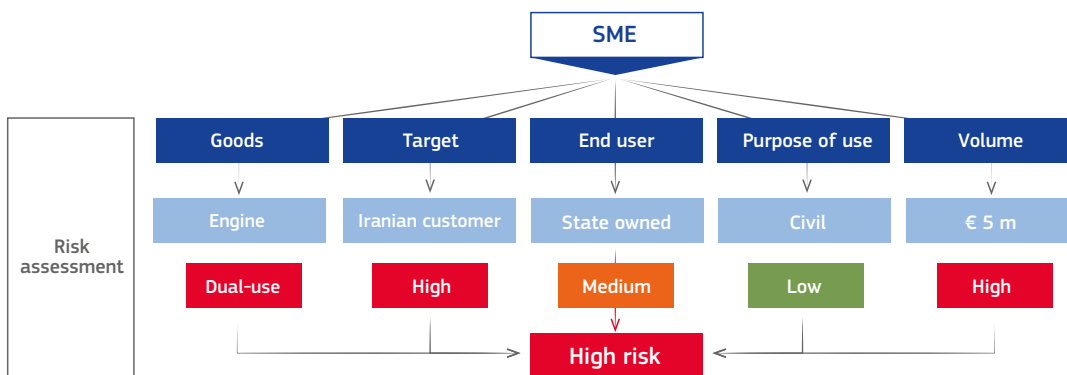 SME
Goods
Target
End user
Purpose of use
Volume
Engine
Iranian customer
State owned
Civil
€ 5 m
Risk
assessment
Dual-use
High
Medium
Low
High
High risk